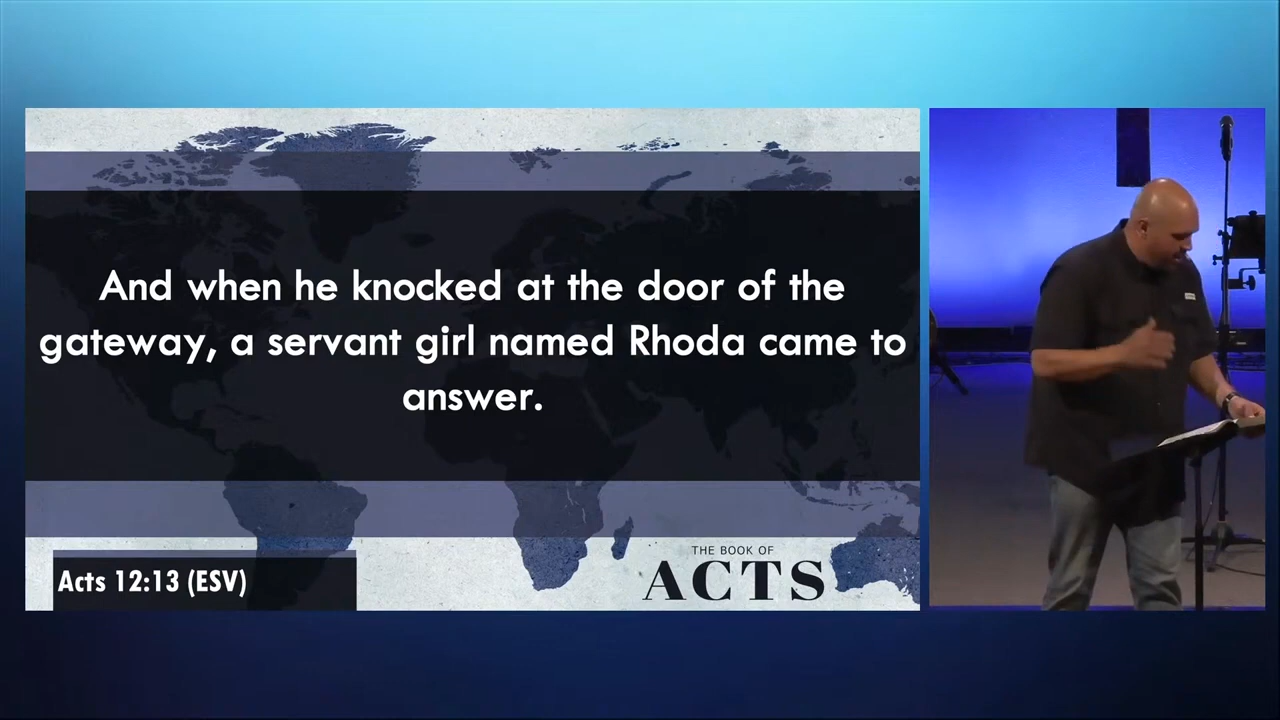 And when he knocked at the door of the
gateway, a servant girl named Rhoda came to
answer.
Acts 12:13 (ESV)
THE BOOK OF
ACTS